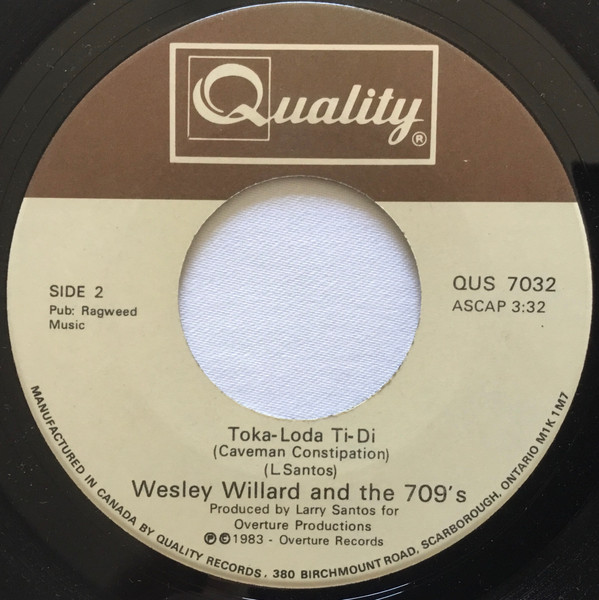 Quality®
SIDE 2
Pub: Ragweed
Music
QUS 7032
ASCAP 3:32
Toka-Loda Ti-Di
(Caveman Constipation)
(L.Santos)
Wesley Willard and the 709's
Produced by Larry Santos for
Overture Productions
℗©1983 - Overture Records
MANUFACTURED IN CANADA BY QUALITY RECORDS. 380 BIRCHMOUNT ROAD, SCARBOROUGH, ONTARIO M1K 1M7